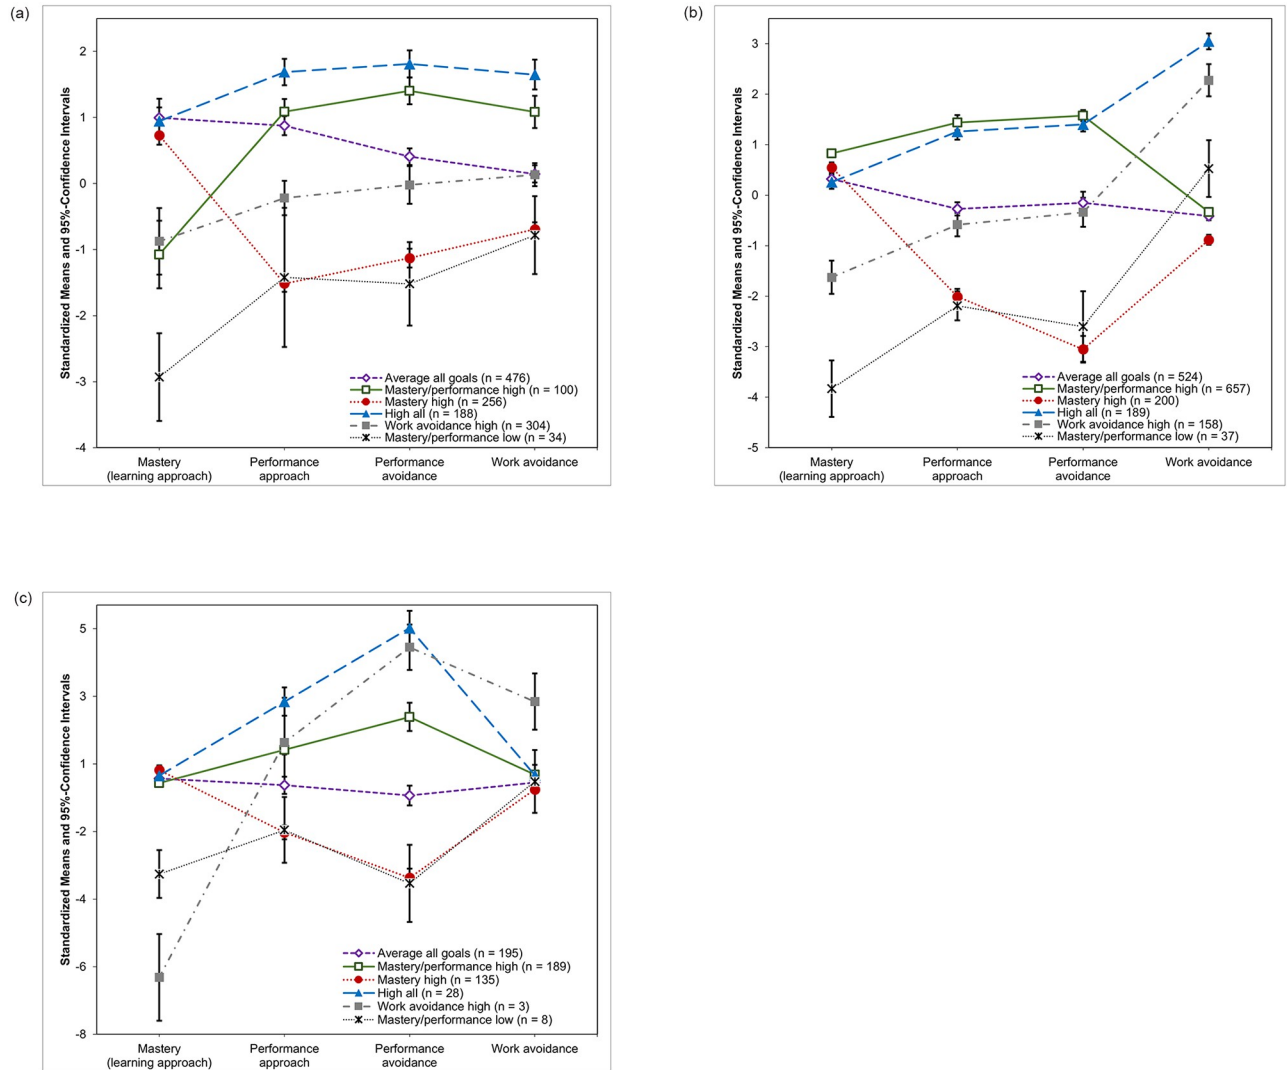 (a)
Standardized Means and 95%-Confidence Intervals
2
1
0
-1
-2
-3
-4
Average all goals (n = 476)
Mastery/performance high (n = 100)
Mastery high (n = 256)
High all (n = 188)
Work avoidance high (n = 304)
Mastery/performance low (n = 34)
Mastery
(learning approach)
Performance
approach
Performance
avoidance
Work avoidance
(b)
Standardized Means and 95%-Confidence Intervals
3
2
1
0
-1
-2
-3
-4
-5
Average all goals (n = 524)
Mastery/performance high (n = 657)
Mastery high (n = 200)
High all (n = 189)
Work avoidance high (n = 158)
Mastery/performance low (n = 37)
Mastery
(learning approach)
Performance
approach
Performance
avoidance
Work avoidance
(c)
Standardized Means and 95%-Confidence Intervals
5
3
1
-2
-4
-6
-8
Average all goals (n = 195)
Mastery/performance high (n = 189)
Mastery high (n = 135)
High all (n = 28)
Work avoidance high (n = 3)
Mastery/performance low (n = 8)
Mastery
(learning approach)
Performance
approach
Performance
avoidance
Work avoidance